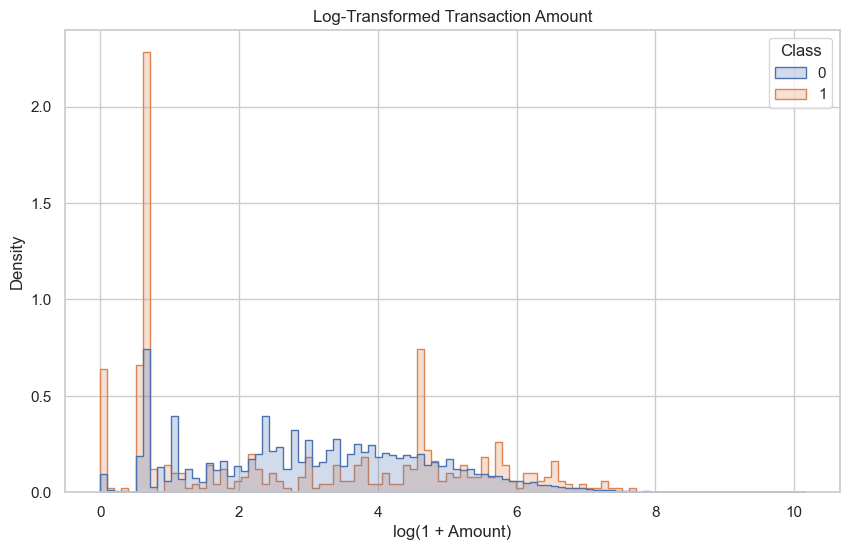 Log-Transformed Transaction Amount
Class
0
1
2.0
1.5
1.0
0.5
0.0
Density
0 2 4 6 8 10
log(1 + Amount)